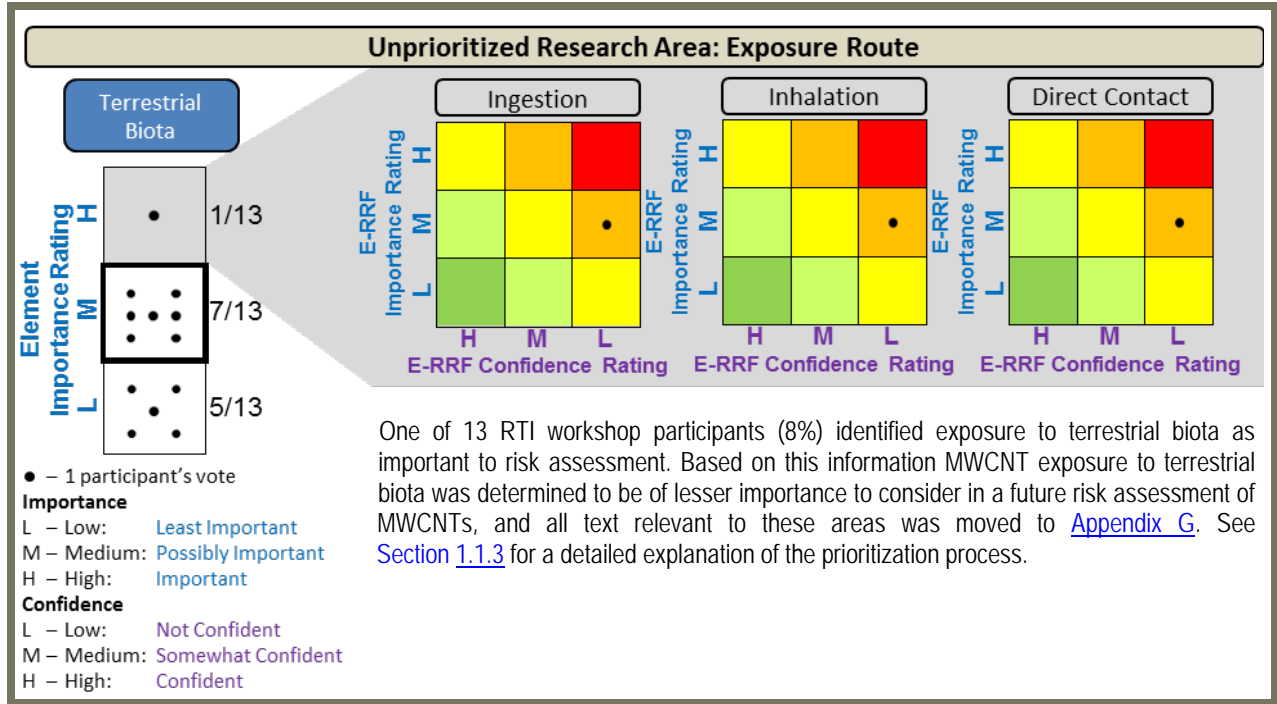 Unprioritized Research Area: Exposure Route
Terrestrial
Biota
Element
Importance Rating
H
1/13
M
7/13
L
5/13
Ingestion
E-RRF
Importance Rating
H
M
L
H M L
E-RRF Confidence Rating
Inhalation
E-RRF
Importance Rating
H
M
L
H M L
E-RRF Confidence Rating
Direct Contact
E-RRF
Importance Rating
H
M
L
H M L
E-RRF Confidence Rating
● – 1 participant's vote
Importance
L – Low: Least Important
M – Medium: Possibly Important
H – High: Important
Confidence
L – Low: Not Confident
M – Medium: Somewhat Confident
H – High: Confident
One of 13 RTI workshop participants (8%) identified exposure to terrestrial biota as
important to risk assessment. Based on this information MWCNT exposure to terrestrial
biota was determined to be of lesser importance to consider in a future risk assessment of
MWCNTs, and all text relevant to these areas was moved to Appendix G. See
Section 1.1.3 for a detailed explanation of the prioritization process.